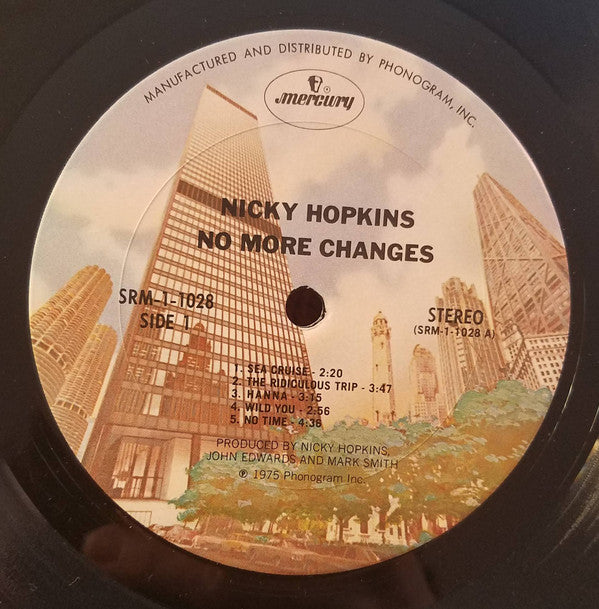 MANUFACTURED AND DISTRIBUTED BY PHONOGRAM, INC.
mercury
®
NICKY HOPKINS
NO MORE CHANGES
SRM-1-1028
SIDE 1
STEREO
(SRM-1-1028 A)
1. SEA CRUISE - 2:20
2. THE RIDICULOUS TRIP - 3:47
3. HANNA - 3:15
4. WILD YOU - 2:56
5. NO TIME - 4:38
PRODUCED BY NICKY HOPKINS,
JOHN EDWARDS AND MARK SMITH
℗ 1975 Phonogram Inc.